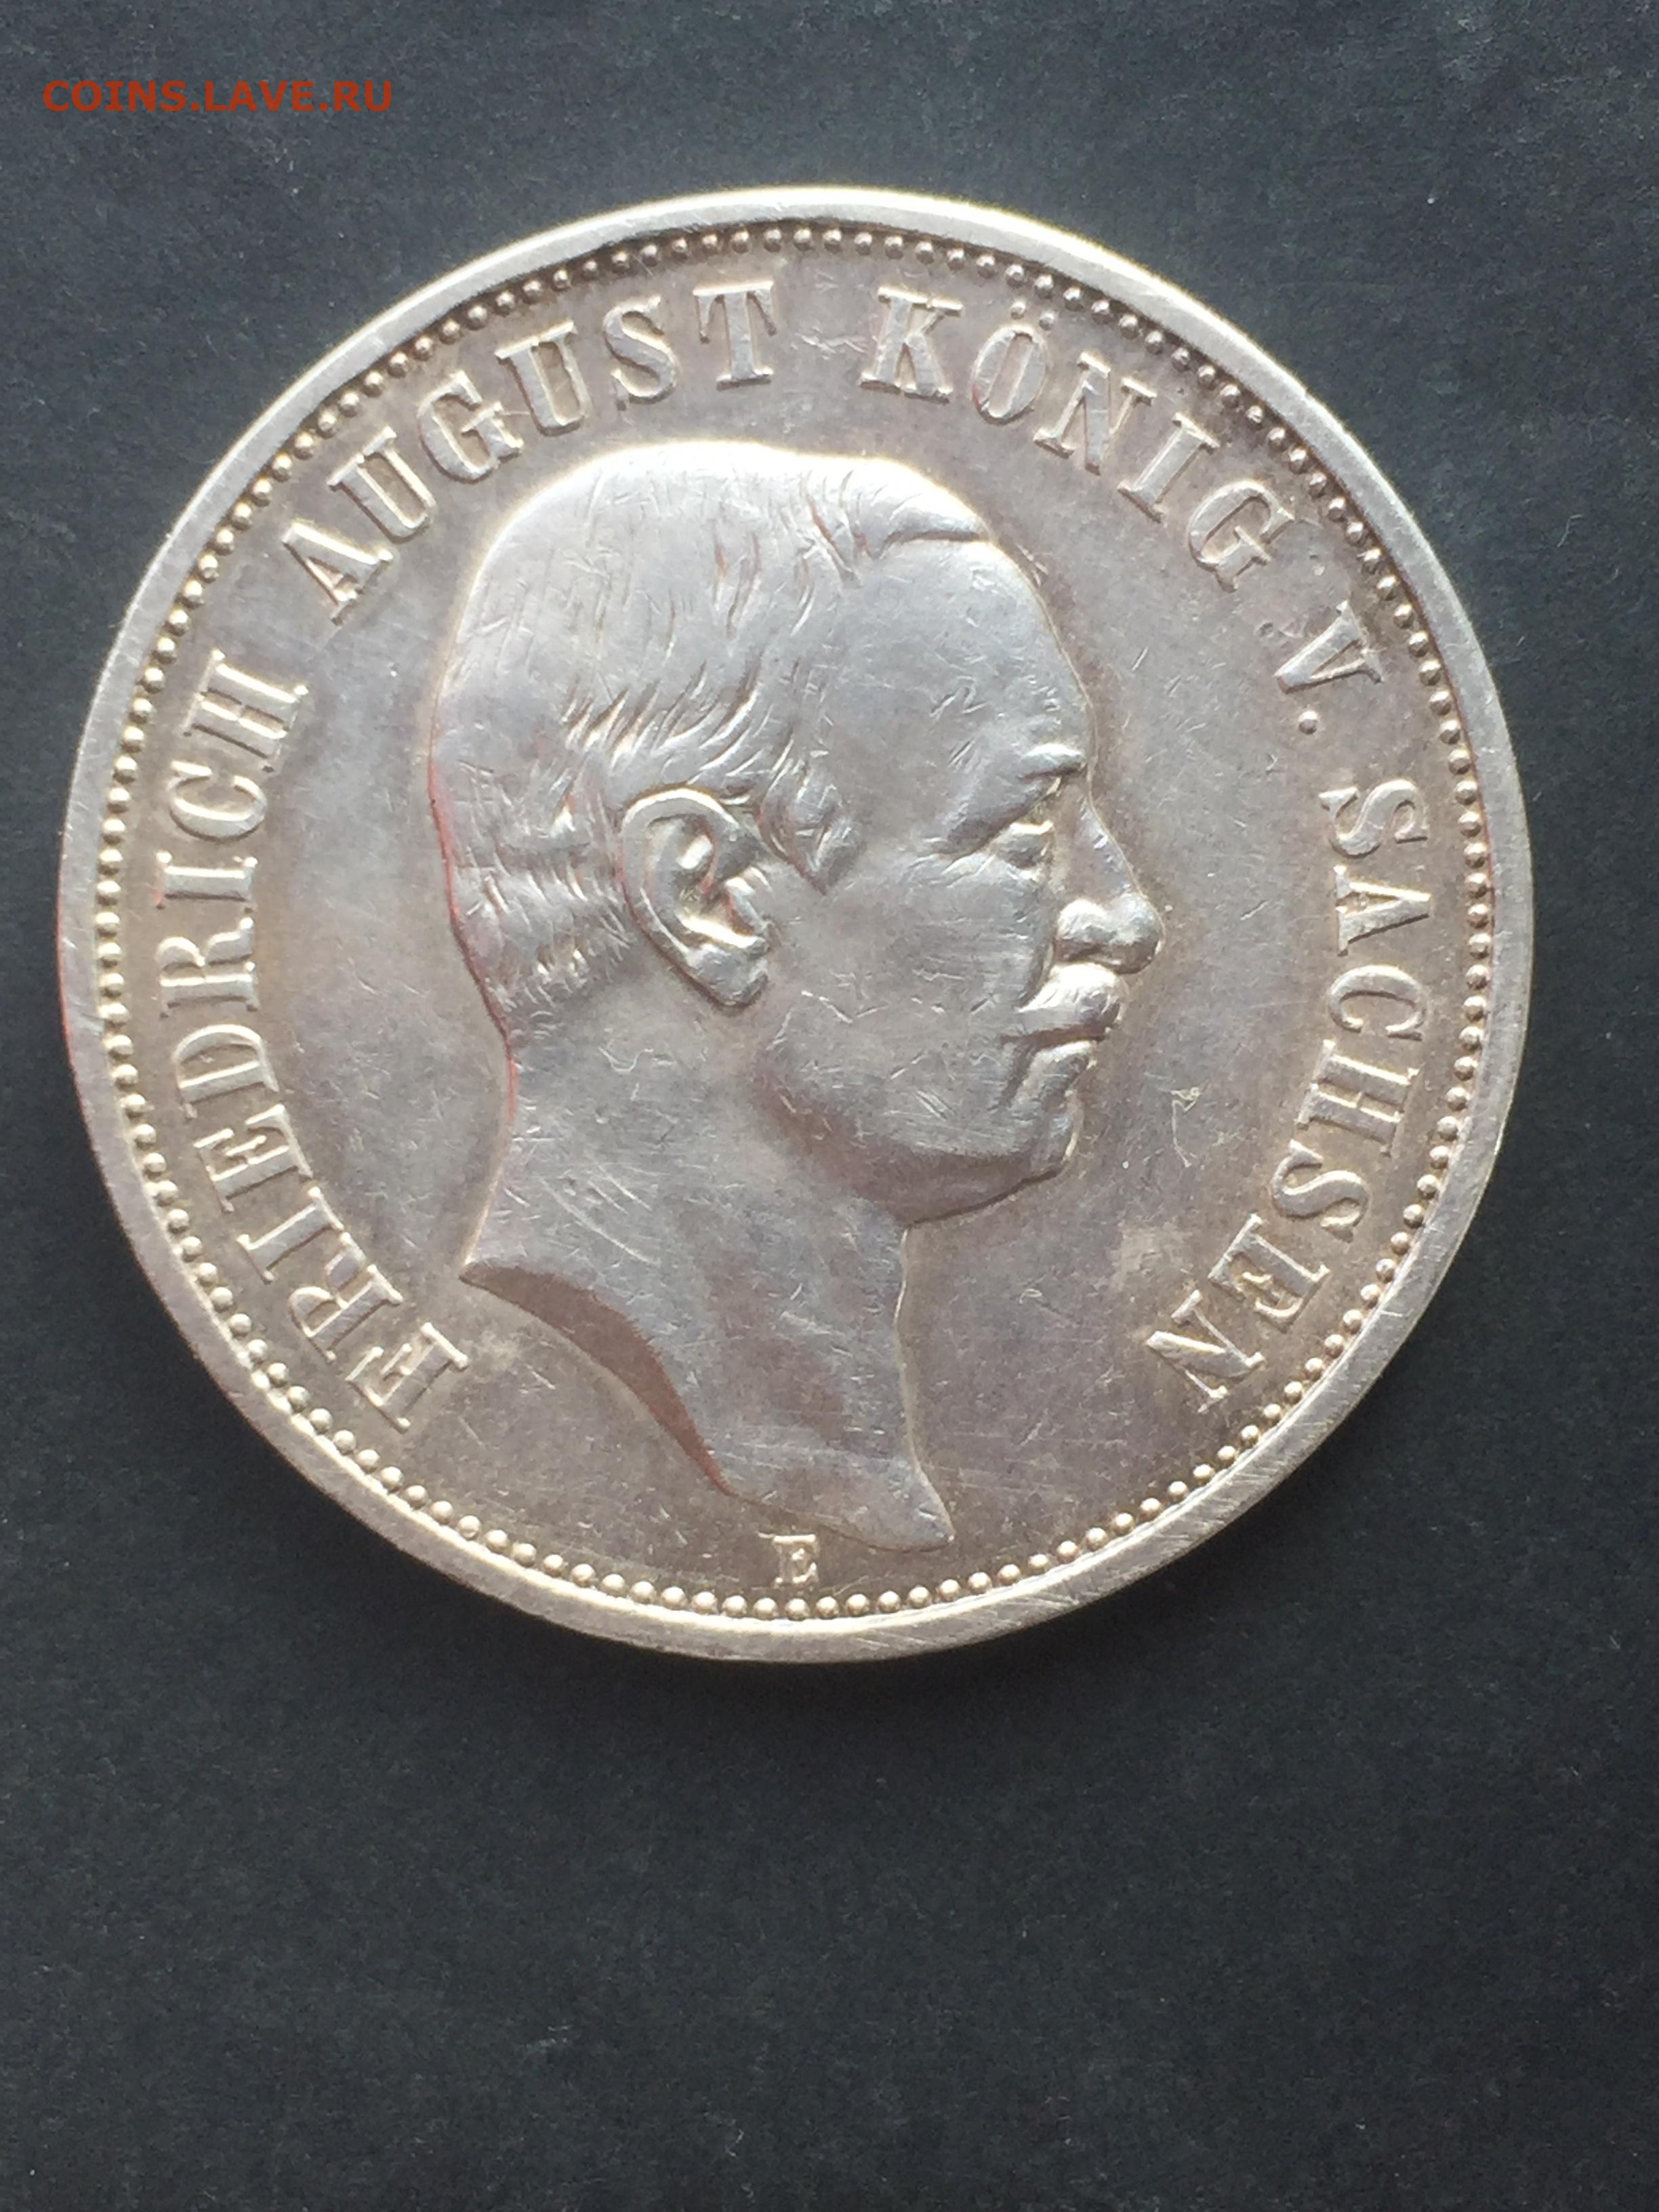 COINS.LAVE.RU
FRIEDRICH AUGUST KÖNIG V. SACHSEN
E